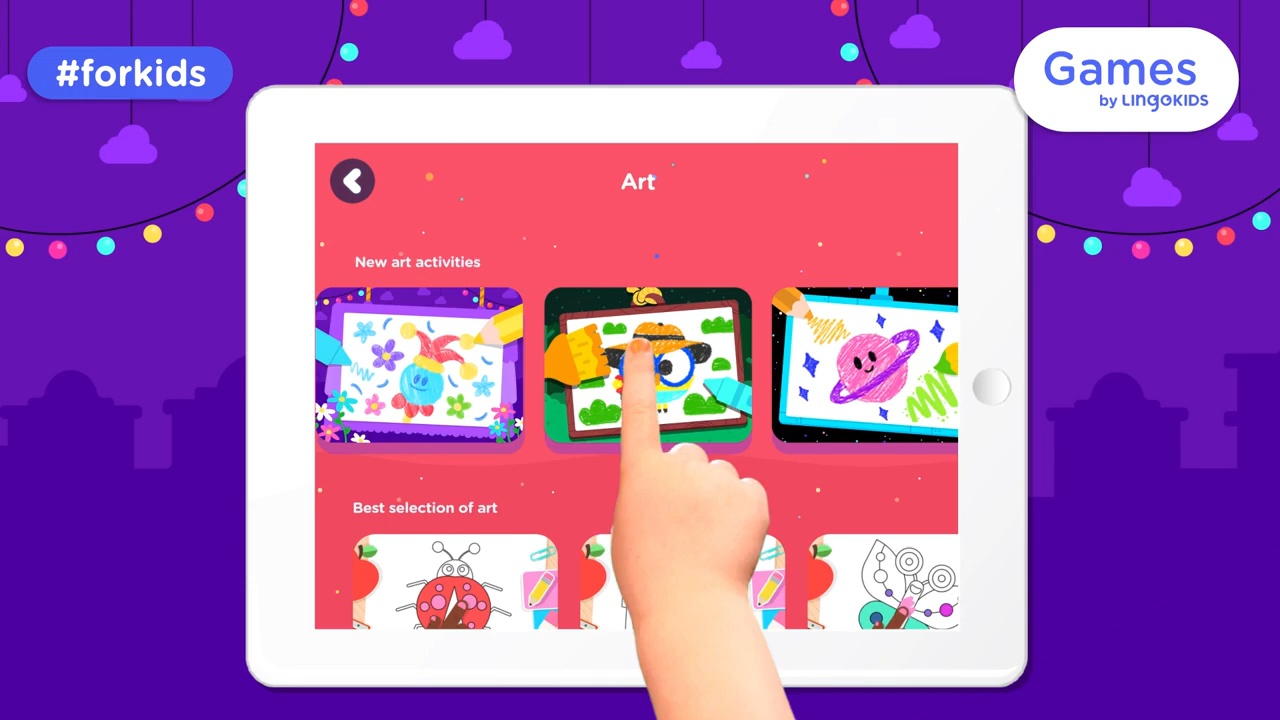 #forkids
Games
by LINGOKIDS
Art
New art activities
Best selection of art